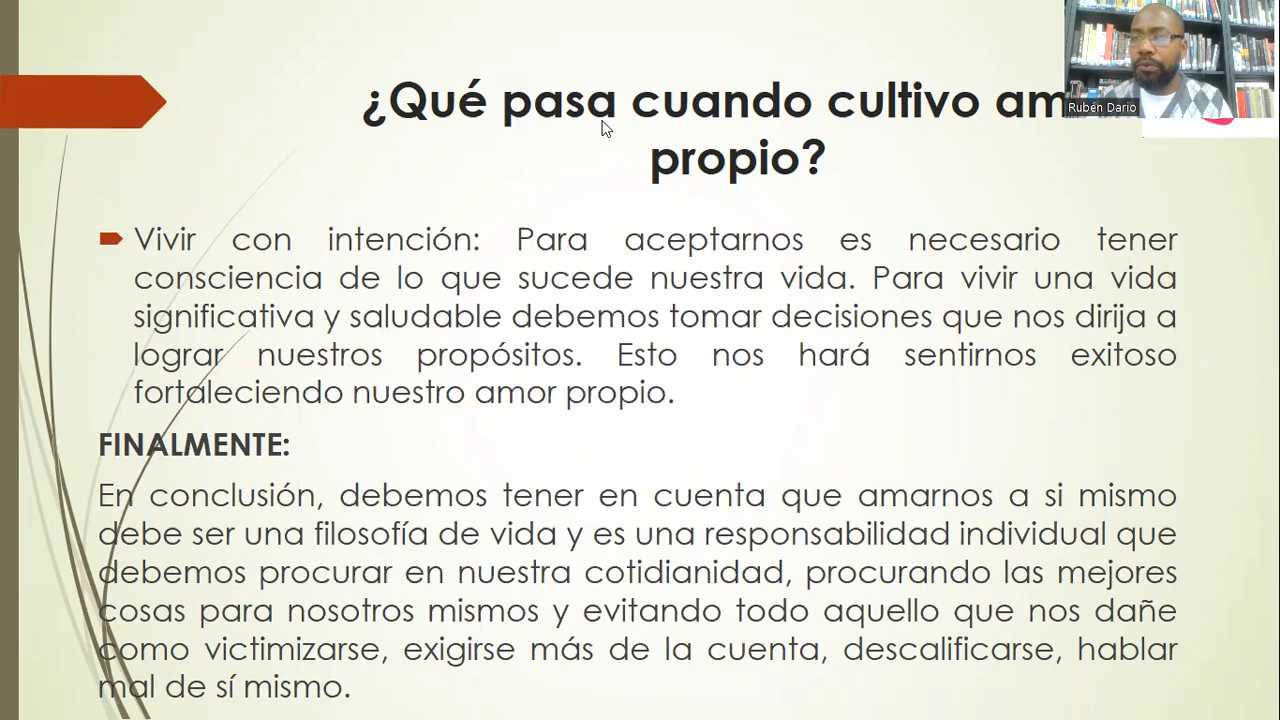 ¿Qué pasa cuando cultivo am
propio?
Rubén Dario
Vivir con intención: Para aceptarnos es necesario tener
consciencia de lo que sucede nuestra vida. Para vivir una vida
significativa y saludable debemos tomar decisiones que nos dirija a
lograr nuestros propósitos. Esto nos hará sentirnos exitoso
fortaleciendo nuestro amor propio.
FINALMENTE:
En conclusión, debemos tener en cuenta que amarnos a si mismo
debe ser una filosofía de vida y es una responsabilidad individual que
debemos procurar en nuestra cotidianidad, procurando las mejores
cosas para nosotros mismos y evitando todo aquello que nos dañe
como victimizarse, exigirse más de la cuenta, descalificarse, hablar
mal de sí mismo.